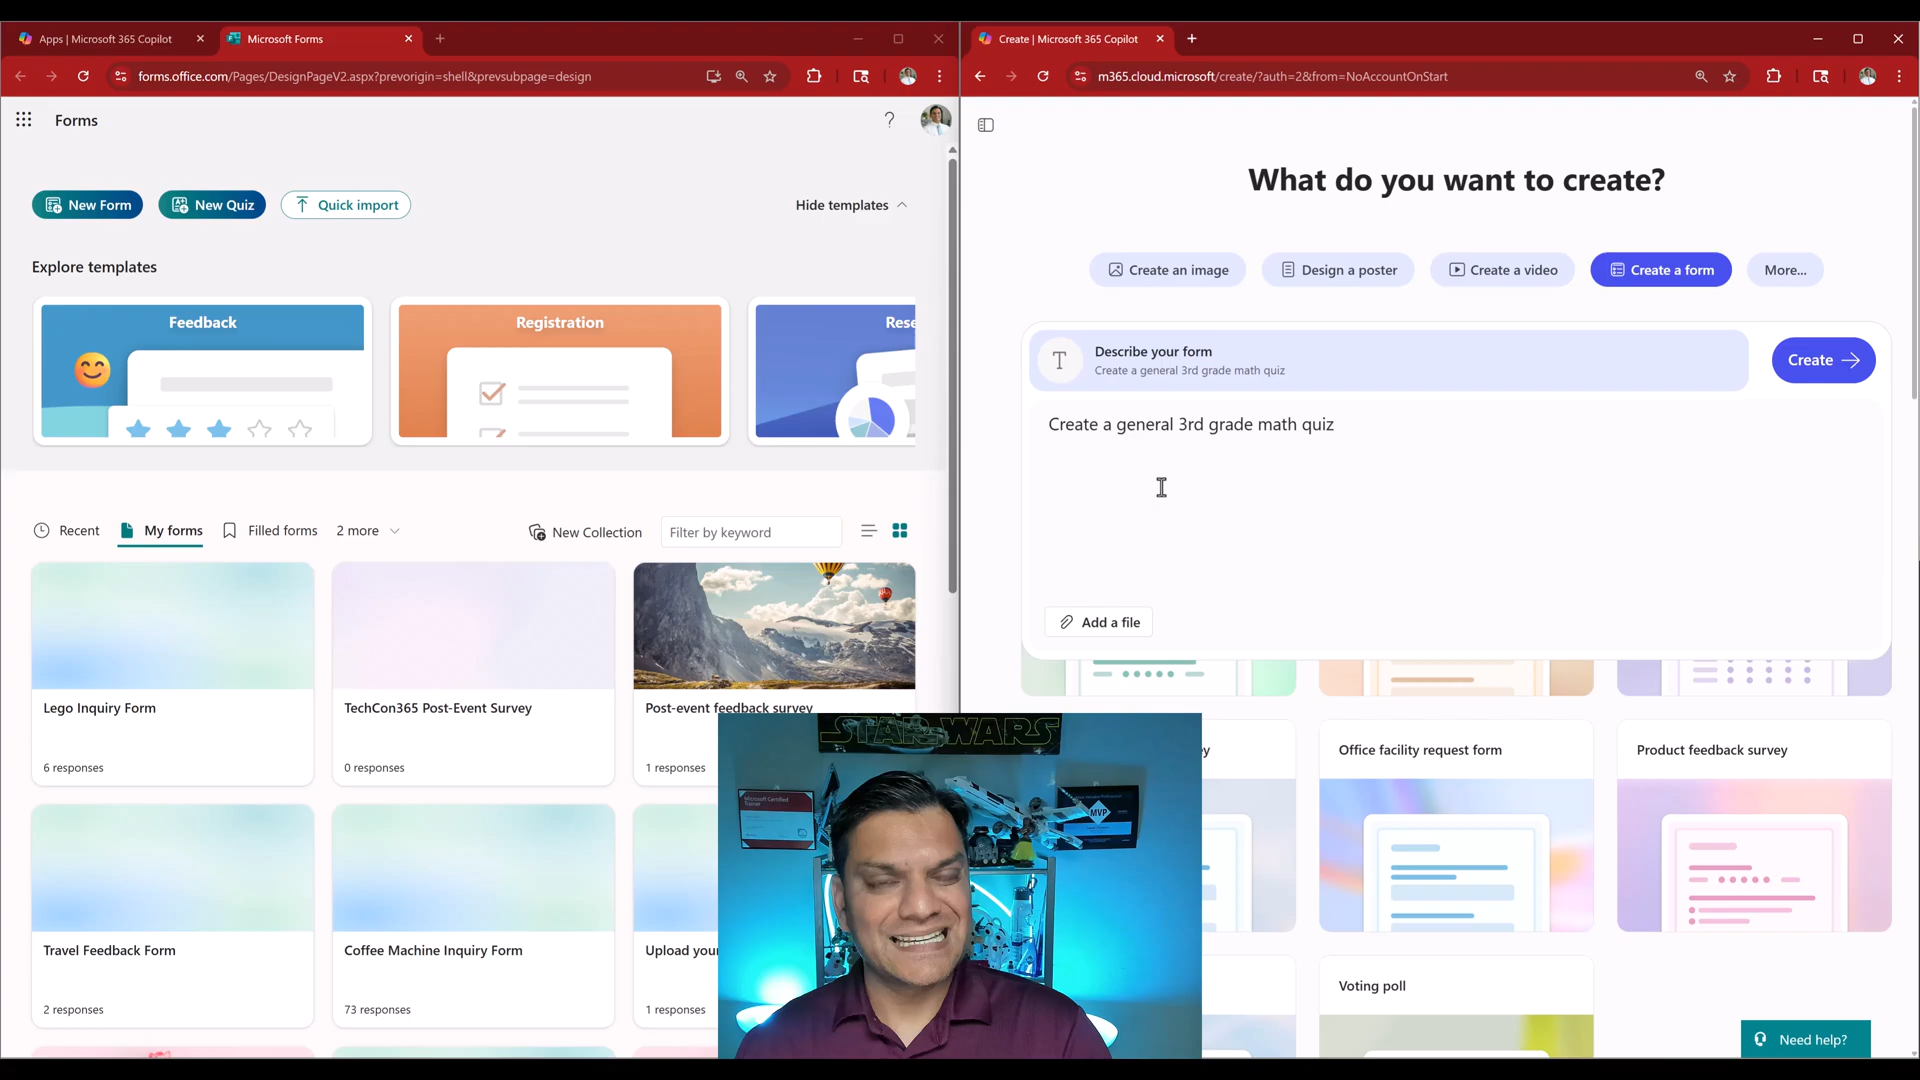 Apps | Microsoft 365 Copilot
Microsoft Forms
forms.office.com/Pages/DesignPageV2.aspx?prevorigin=shell&prevsubpage=design
Forms
New Form
New Quiz
Quick import
Hide templates
Explore templates
Feedback
Registration
Rese
Recent
My forms
Filled forms
2 more
New Collection
Filter by keyword
Lego Inquiry Form
6 responses
TechCon365 Post-Event Survey
0 responses
Post-event feedback survey
1 responses
Travel Feedback Form
2 responses
Coffee Machine Inquiry Form
73 responses
Upload your
1 responses
Create | Microsoft 365 Copilot
m365.cloud.microsoft/create/?auth=2&from=NoAccountOnStart
What do you want to create?
Create an image
Design a poster
Create a video
Create a form
More...
Describe your form
Create a general 3rd grade math quiz
Create
Create a general 3rd grade math quiz
Add a file
Office facility request form
Product feedback survey
Voting poll
Need help?
STAR WARS
Microsoft Certified
Trainer
MVP